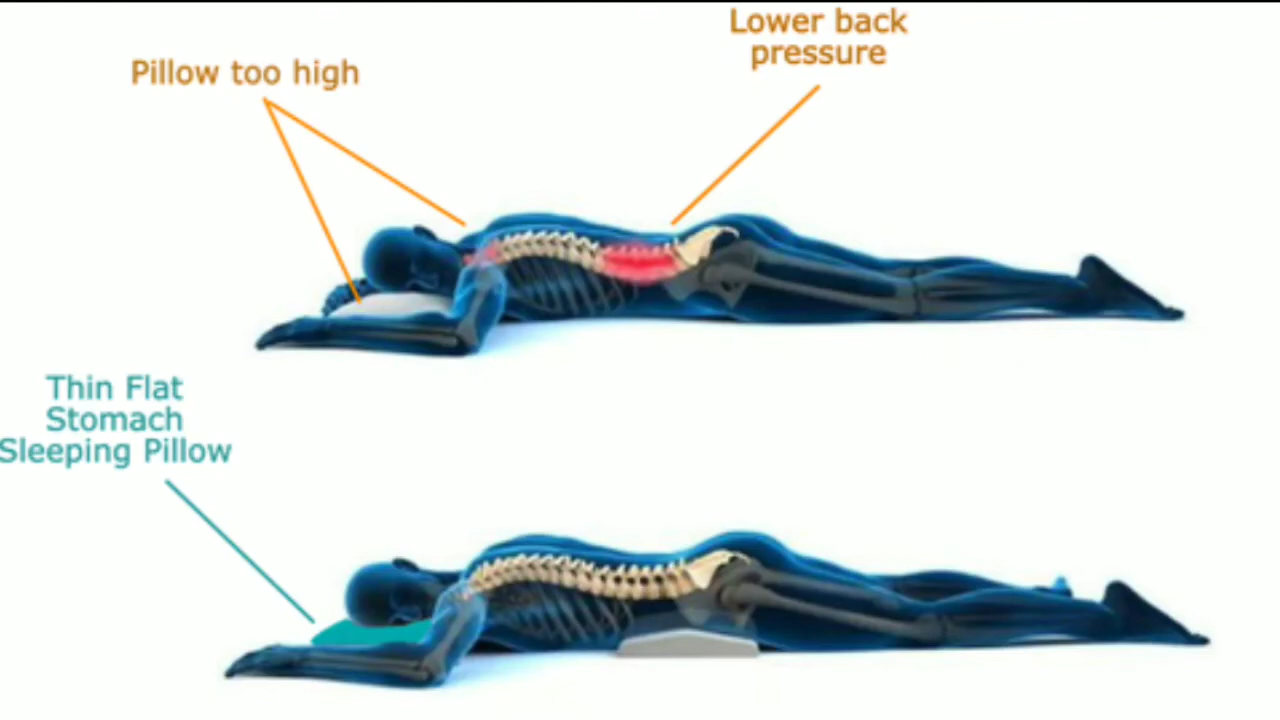 Lower back
pressure
Pillow too high
Thin Flat
Stomach
Sleeping Pillow